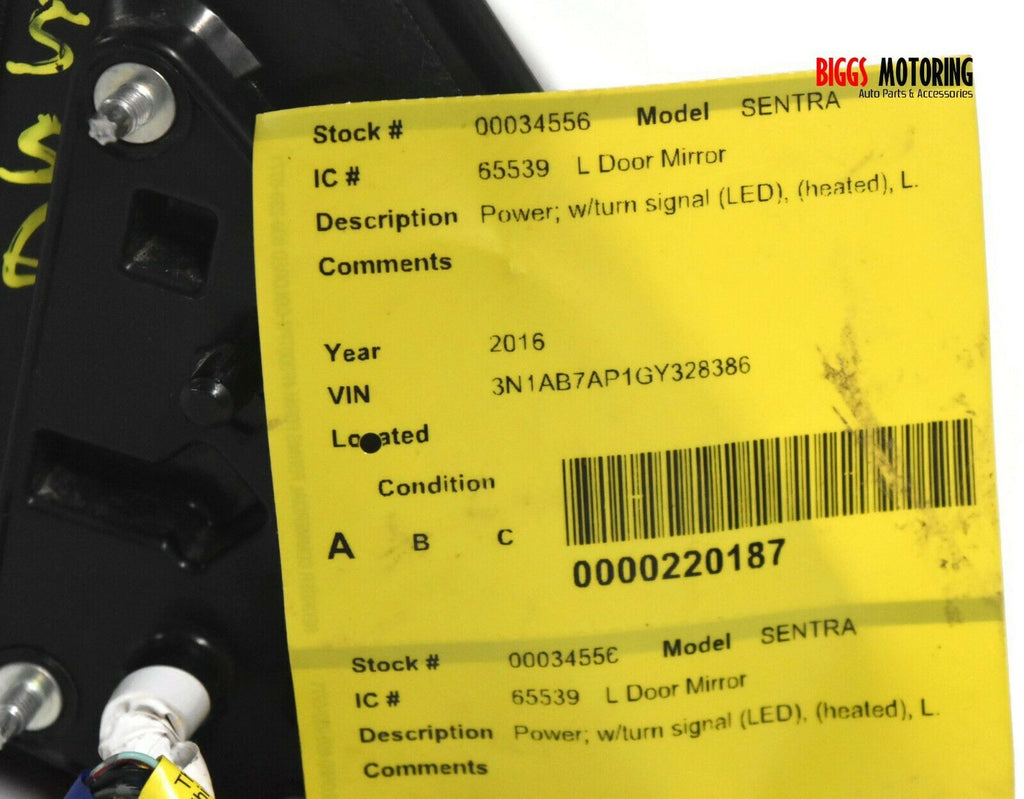 BIGGS MOTORING
Auto Parts & Accessories
Stock # 00034556 Model SENTRA
IC # 65539 L Door Mirror
Description Power; w/turn signal (LED), (heated), L.
Comments
Year 2016
VIN 3N1AB7AP1GY328386
Located
Condition
A B C
0000220187
Stock # 00034556 Model SENTRA
IC # 65539 L Door Mirror
Description Power; w/turn signal (LED), (heated), L.
Comments